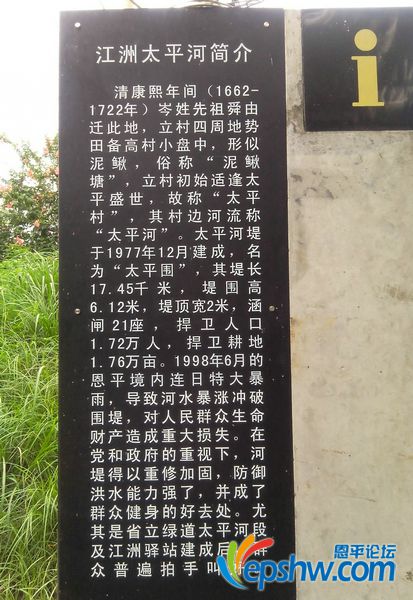 江洲太平河简介
清康熙年间（1662-
1722年）岑姓先祖舜由
迁此地，立村四周地势
田备高村小盘中，形似
泥鳅，俗称“泥鳅
塘”，立村初始适逢太
平盛世，故称“太平
村”，其村边河流称
“太平河”。太平河堤
于1977年12月建成，名
为“太平围”，其堤长
17.45千米，堤围高
6.12米，堤顶宽2米，涵
闸21座，捍卫人口
1.72万人，捍卫耕地
1.76万亩。1998年6月的
恩平境内连日特大暴
雨，导致河水暴涨冲破
围堤，对人民群众生命
财产造成重大损失。在
党和政府的重视下，河
堤得以重修加固，防御
洪水能力强了，并成了
群众健身的好去处。尤
其是省立绿道太平河段
及江洲驿站建成后，群
众普遍拍手叫
i
恩平论坛
epshw.com